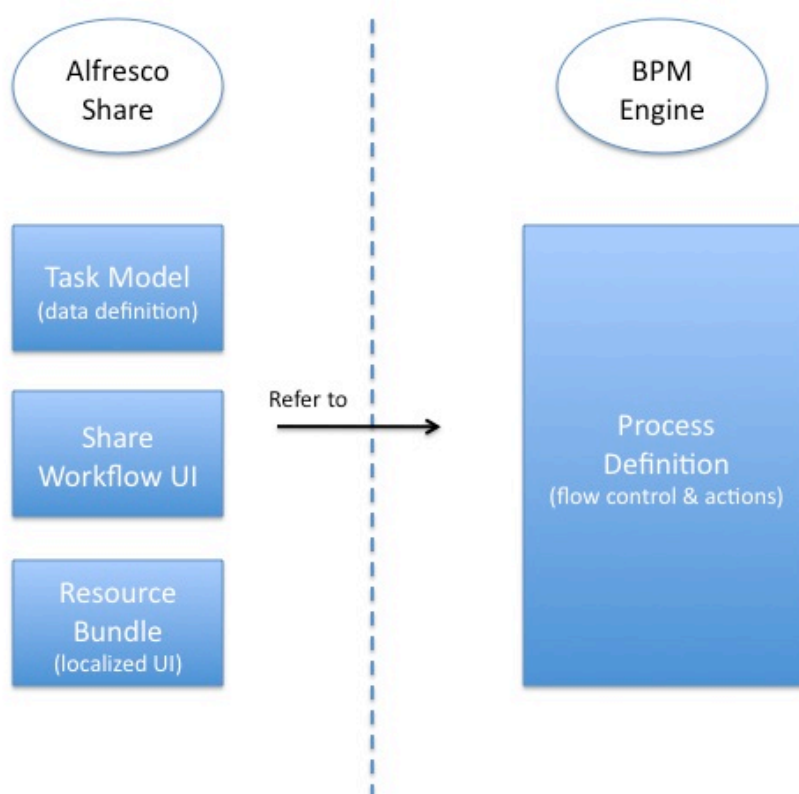 Alfresco
Share
BPM
Engine
Task Model
(data definition)
Refer to
Share
Workflow UI
Process
Definition
(flow control & actions)
Resource
Bundle
(localized UI)